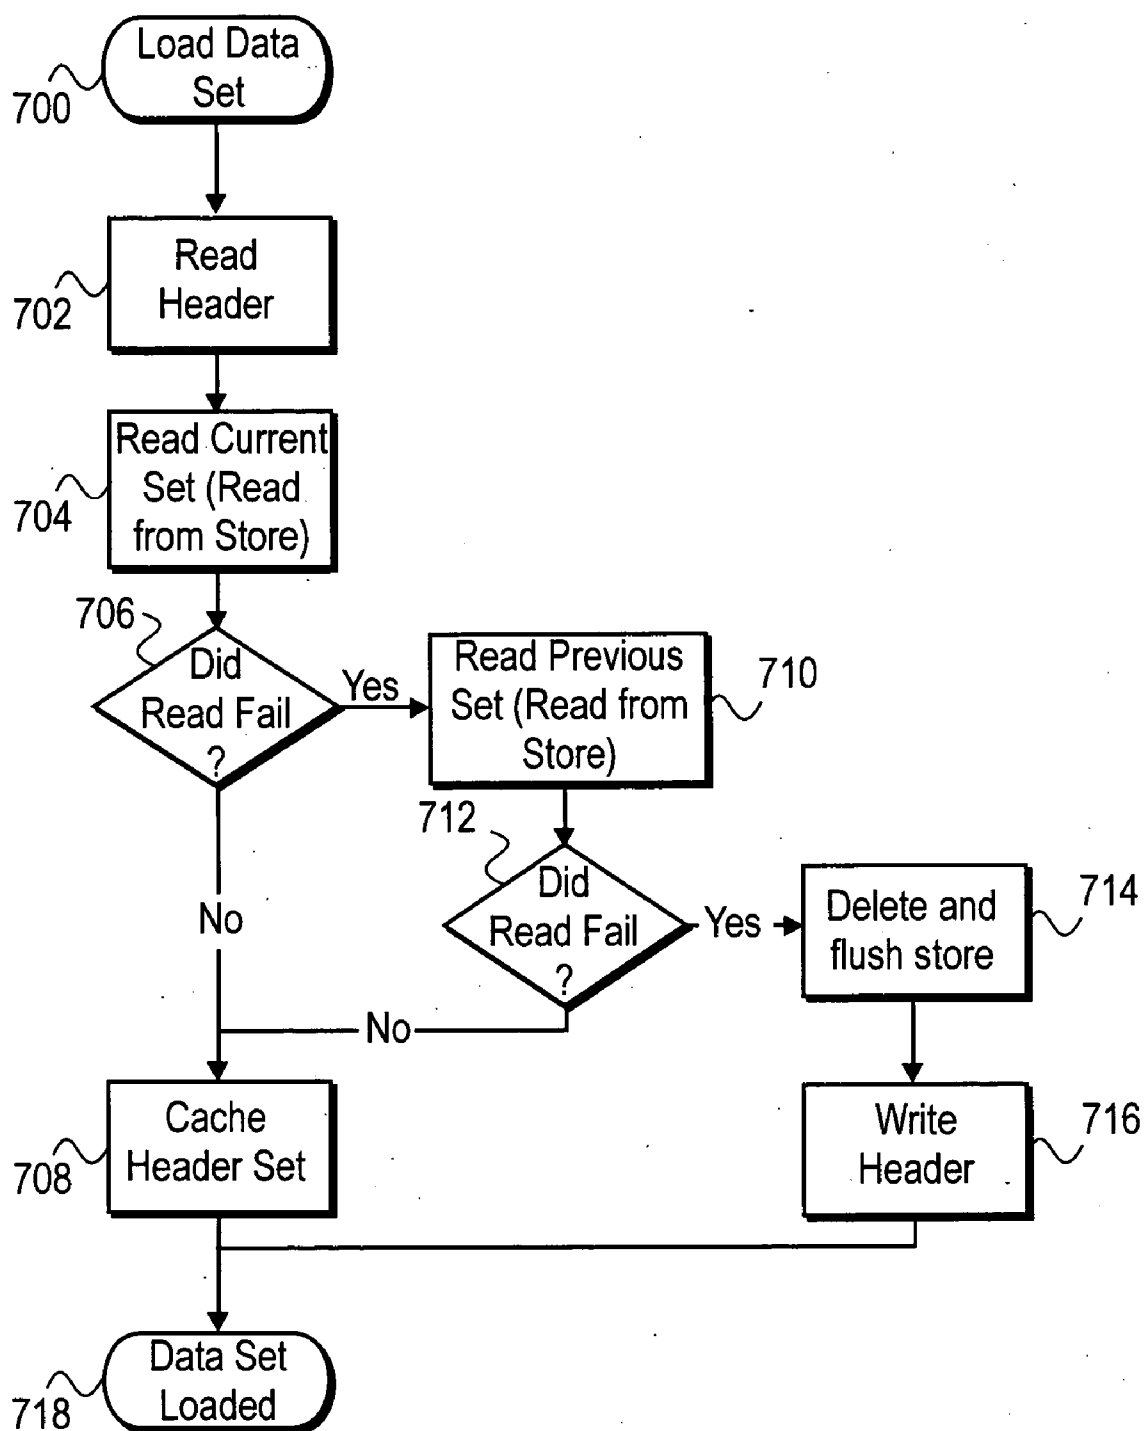 Load Data
Set
700
Read
Header
702
Read Current
Set (Read
from Store)
704
706
Did
Read Fail
?
Yes
Read Previous
Set (Read from
Store)
710
712
Did
Read Fail
?
Yes
Delete and
flush store
714
No
No
Cache
Header Set
708
Write
Header
716
Data Set
Loaded
718